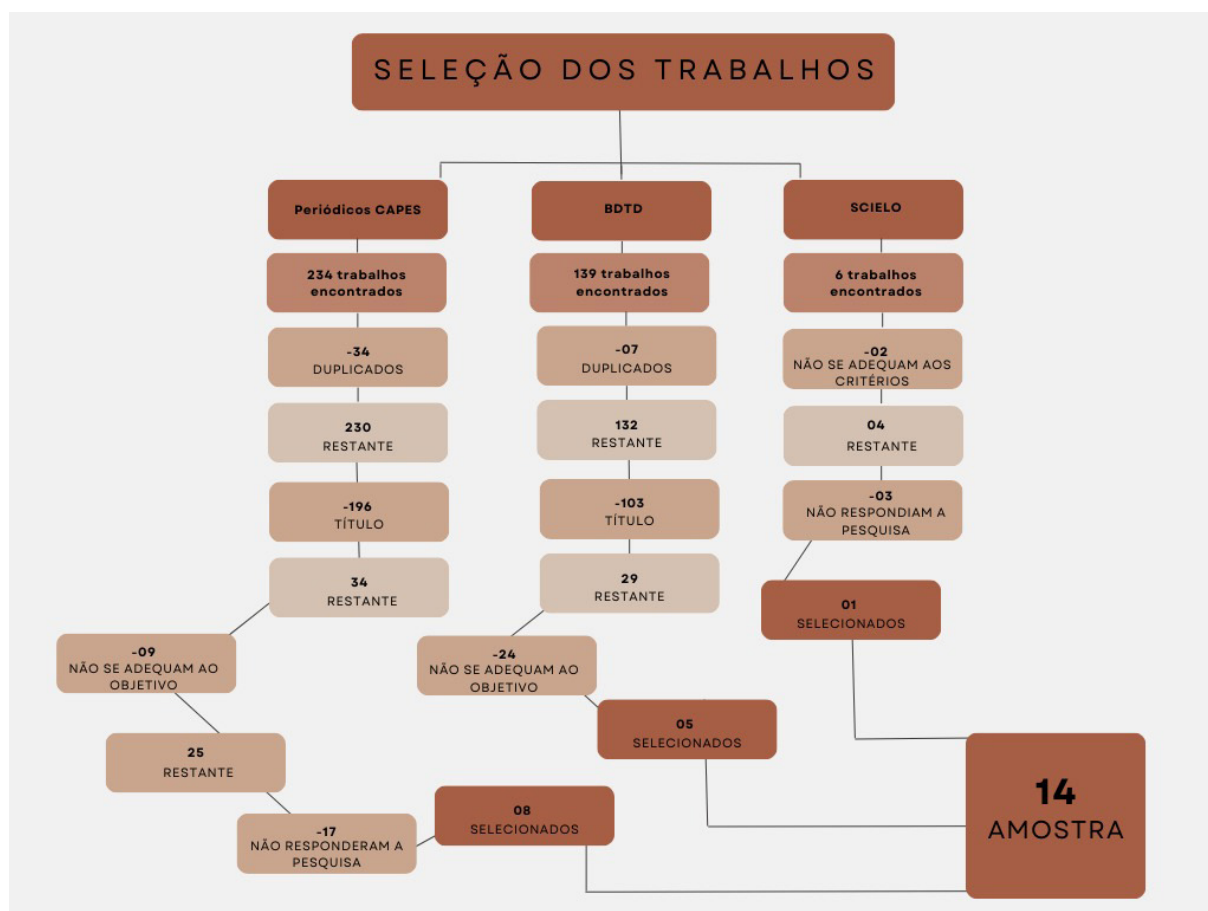 SELEÇÃO DOS TRABALHOS
Periódicos CAPES
234 trabalhos
encontrados
-34
DUPLICADOS
230
RESTANTE
-196
TÍTULO
34
RESTANTE
-09
NÃO SE ADEQUAM AO
OBJETIVO
25
RESTANTE
-17
NÃO RESPONDERAM A
PESQUISA
08
SELECIONADOS
BDTD
139 trabalhos
encontrados
-07
DUPLICADOS
132
RESTANTE
-103
TÍTULO
29
RESTANTE
-24
NÃO SE ADEQUAM AO
OBJETIVO
05
SELECIONADOS
SCIELO
6 trabalhos
encontrados
-02
NÃO SE ADEQUAM AOS
CRITÉRIOS
04
RESTANTE
-03
NÃO RESPONDIAM A
PESQUISA
01
SELECIONADOS
14
AMOSTRA